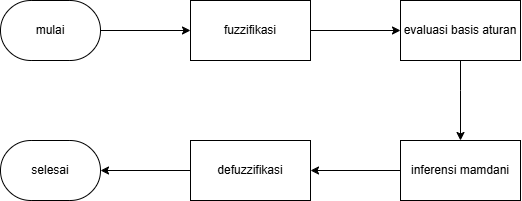 mulai
fuzzifikasi
evaluasi basis aturan
inferensi mamdani
defuzzifikasi
selesai